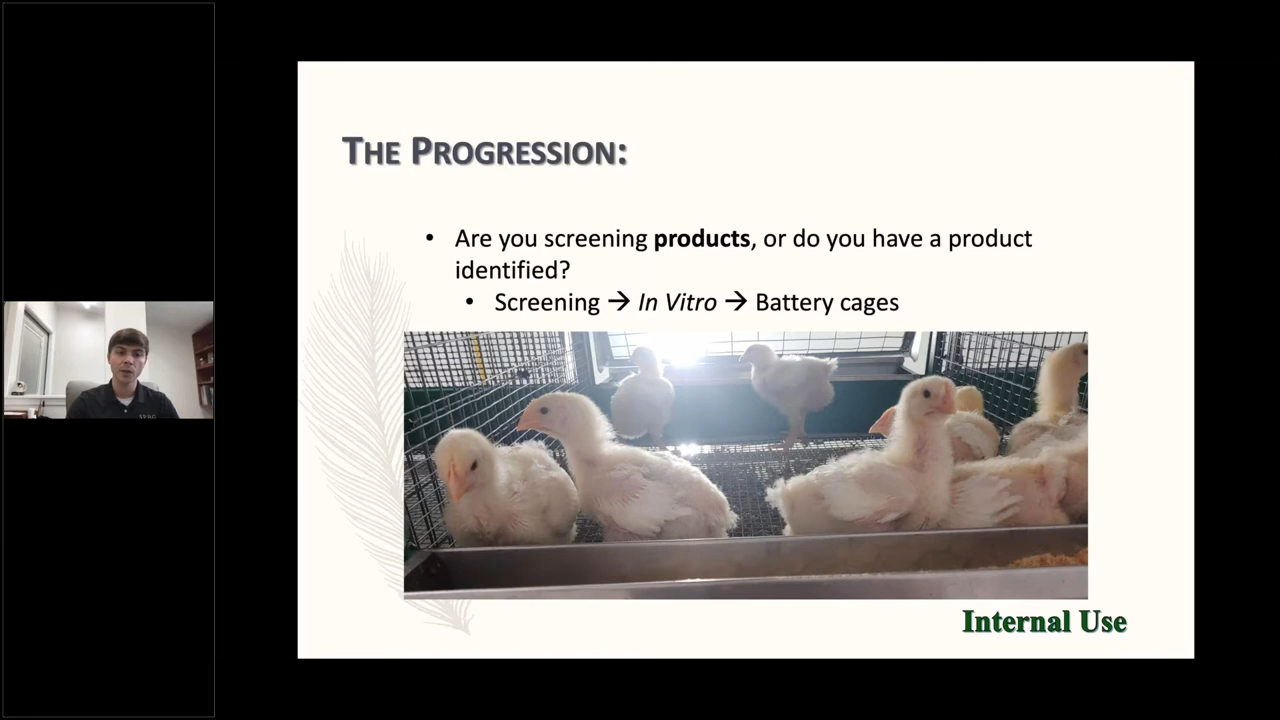 THE PROGRESSION:
• Are you screening products, or do you have a product
identified?
• Screening → In Vitro → Battery cages
Internal Use